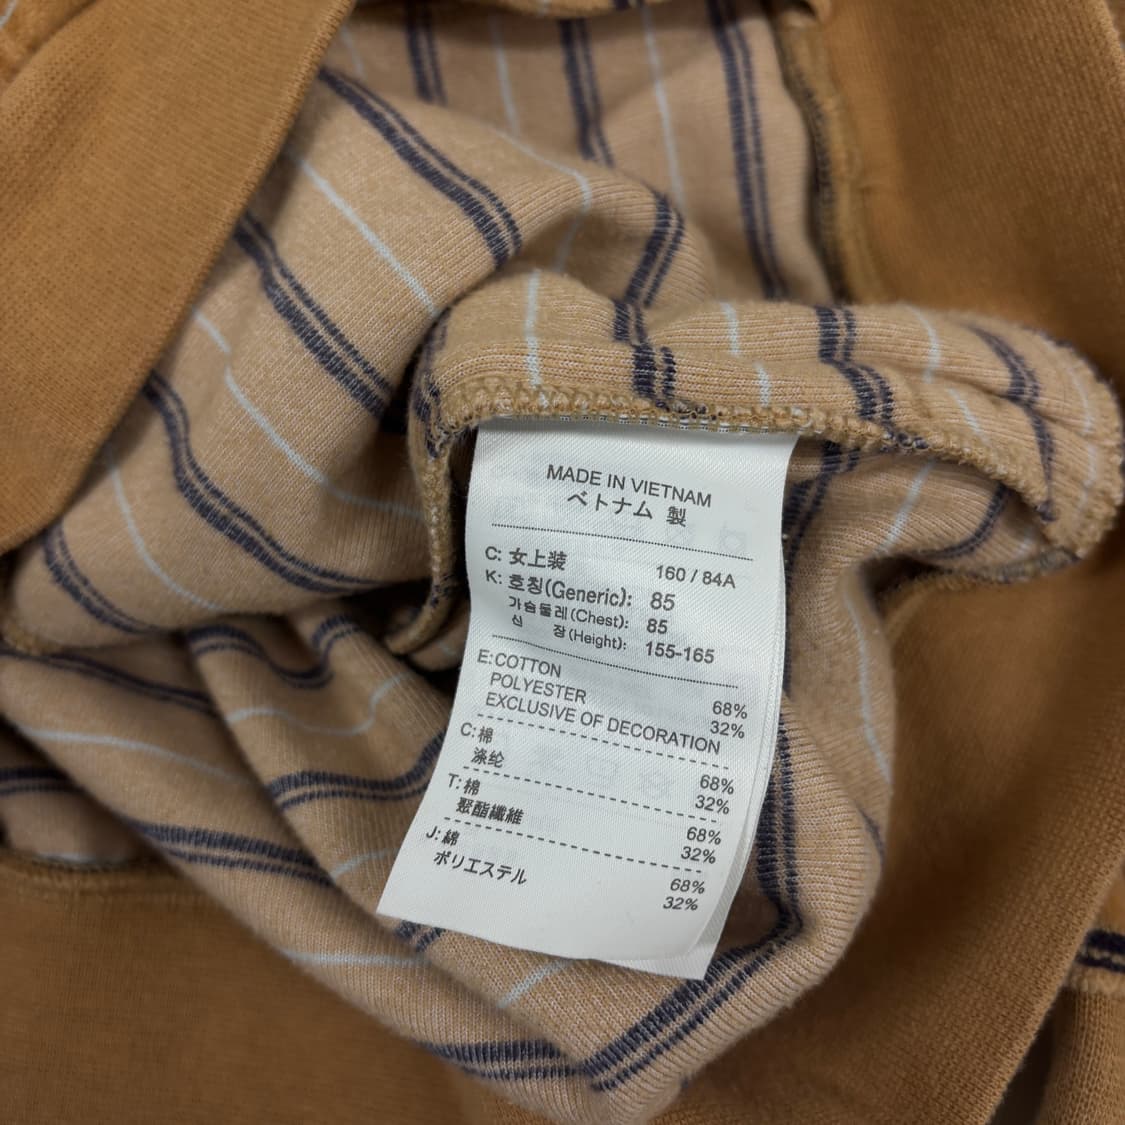 MADE IN VIETNAM
ベトナム 製
C: 女上装 160 / 84A
K: 호칭(Generic): 85
가슴둘레(Chest): 85
신 장(Height): 155-165
E: COTTON 68%
POLYESTER 32%
EXCLUSIVE OF DECORATION
C: 棉 68%
涤纶 32%
T: 棉 68%
聚酯纖維 32%
J: 綿 68%
ポリエステル 32%